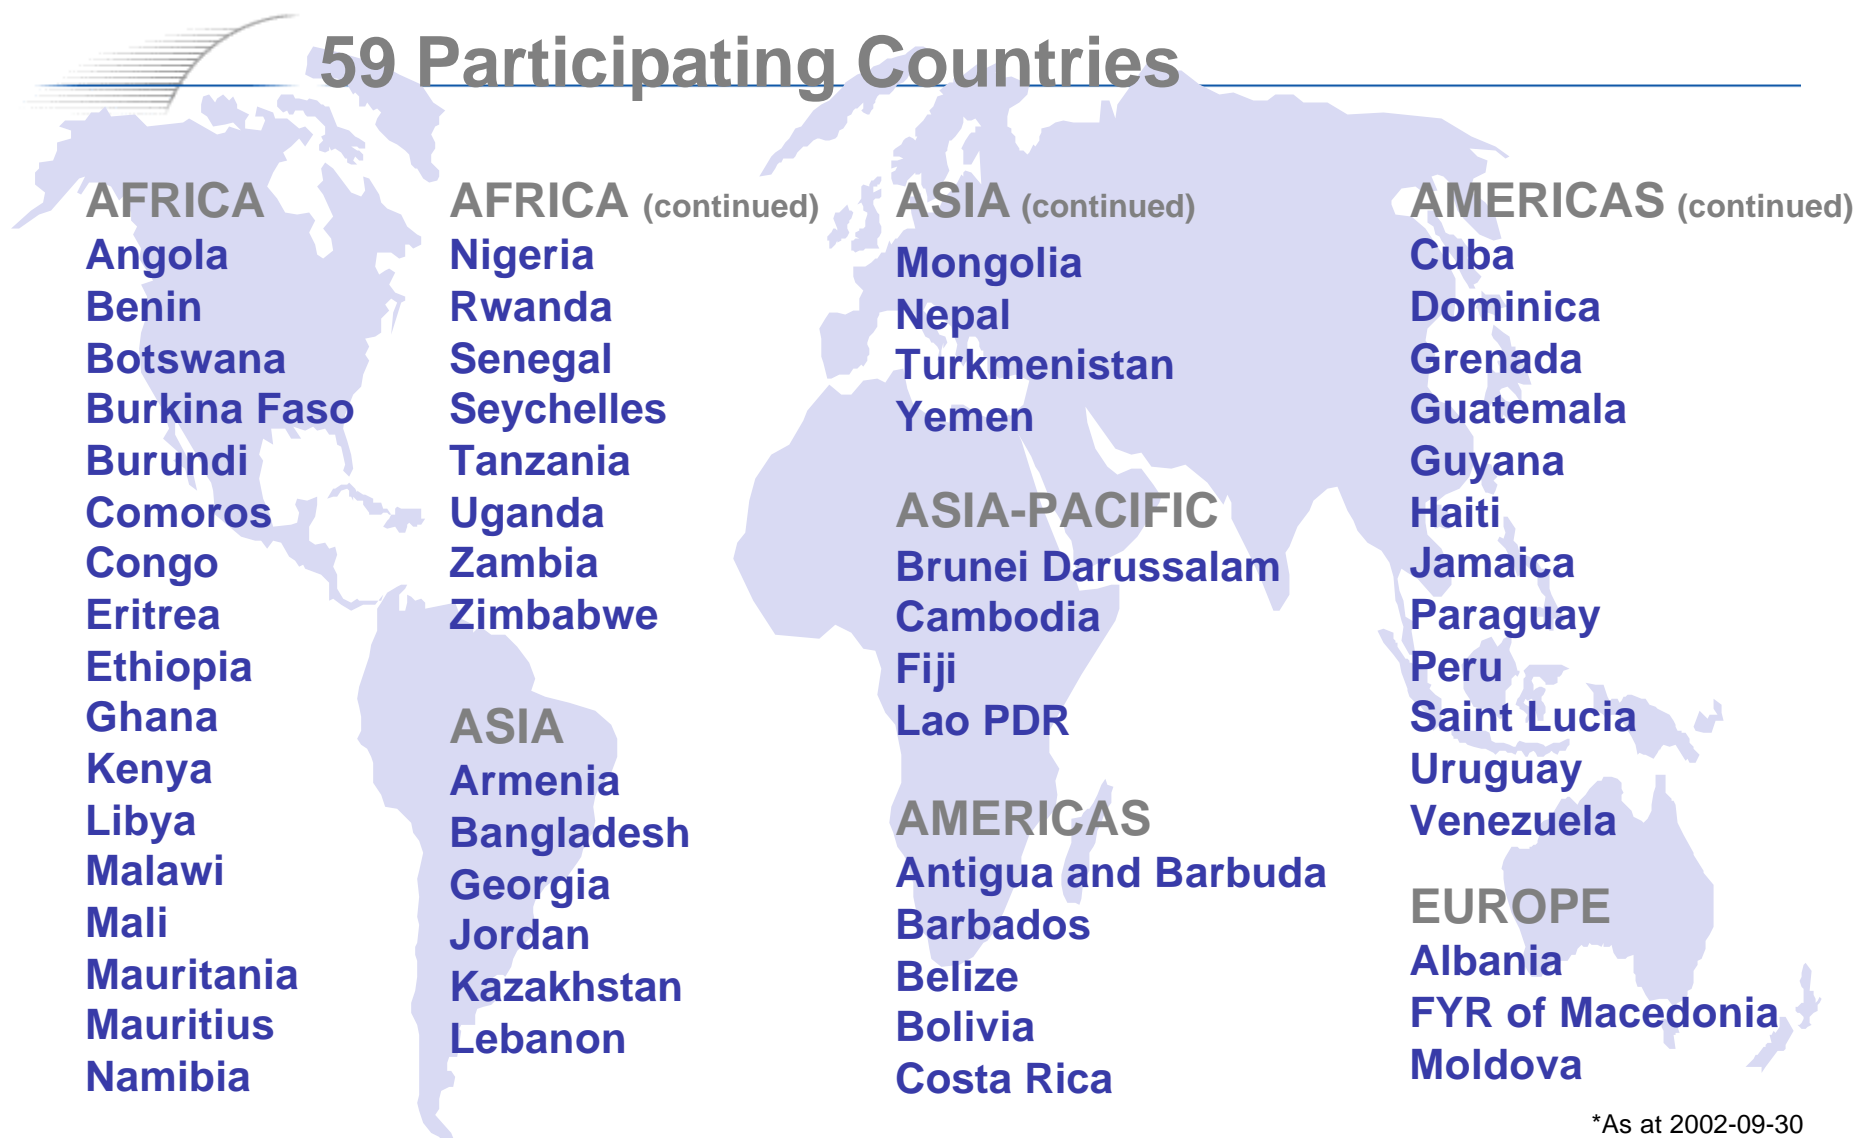 59 Participating Countries
AFRICA
Angola
Benin
Botswana
Burkina Faso
Burundi
Comoros
Congo
Eritrea
Ethiopia
Ghana
Kenya
Libya
Malawi
Mali
Mauritania
Mauritius
Namibia
AFRICA (continued)
Nigeria
Rwanda
Senegal
Seychelles
Tanzania
Uganda
Zambia
Zimbabwe
ASIA
Armenia
Bangladesh
Georgia
Jordan
Kazakhstan
Lebanon
ASIA (continued)
Mongolia
Nepal
Turkmenistan
Yemen
ASIA-PACIFIC
Brunei Darussalam
Cambodia
Fiji
Lao PDR
AMERICAS
Antigua and Barbuda
Barbados
Belize
Bolivia
Costa Rica
AMERICAS (continued)
Cuba
Dominica
Grenada
Guatemala
Guyana
Haiti
Jamaica
Paraguay
Peru
Saint Lucia
Uruguay
Venezuela
EUROPE
Albania
FYR of Macedonia
Moldova
*As at 2002-09-30